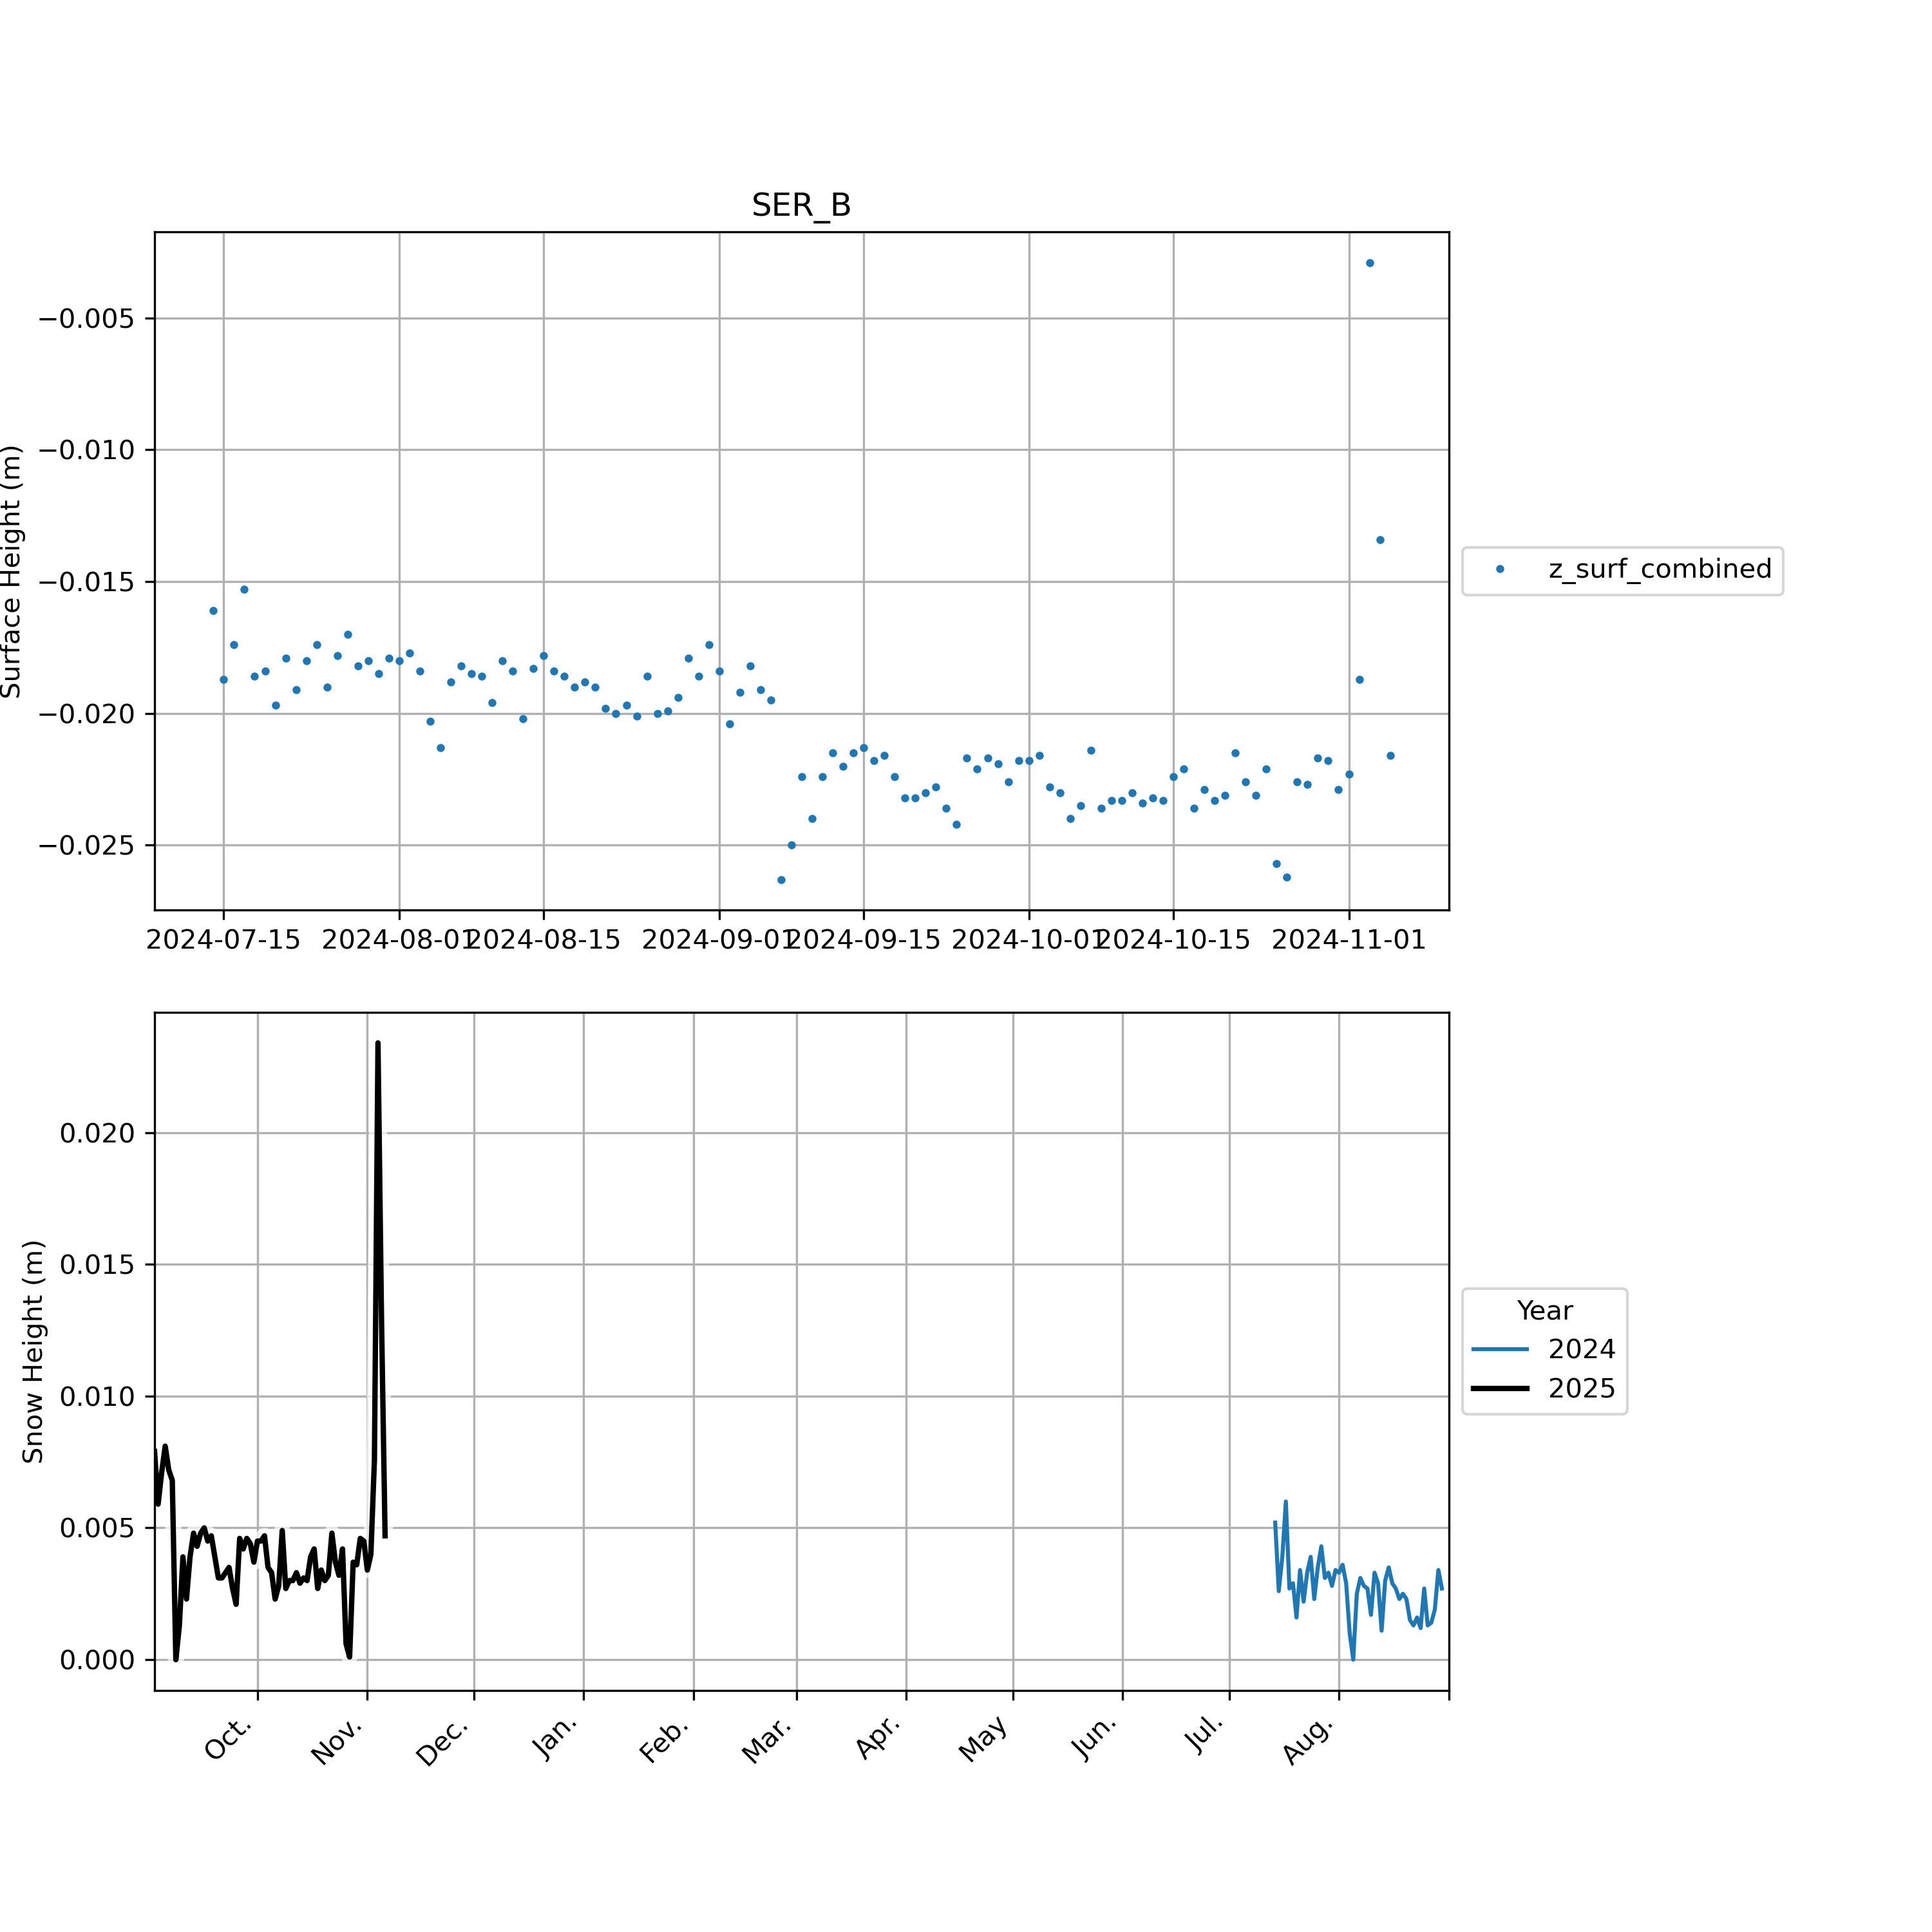 SER_B
Surface Height (m)
−0.005
−0.010
−0.015
−0.020
−0.025
z_surf_combined
2024-07-15
2024-08-01
2024-08-15
2024-09-01
2024-09-15
2024-10-01
2024-10-15
2024-11-01
Snow Height (m)
0.020
0.015
0.010
0.005
0.000
Year
2024
2025
Oct.
Nov.
Dec.
Jan.
Feb.
Mar.
Apr.
May
Jun.
Jul.
Aug.